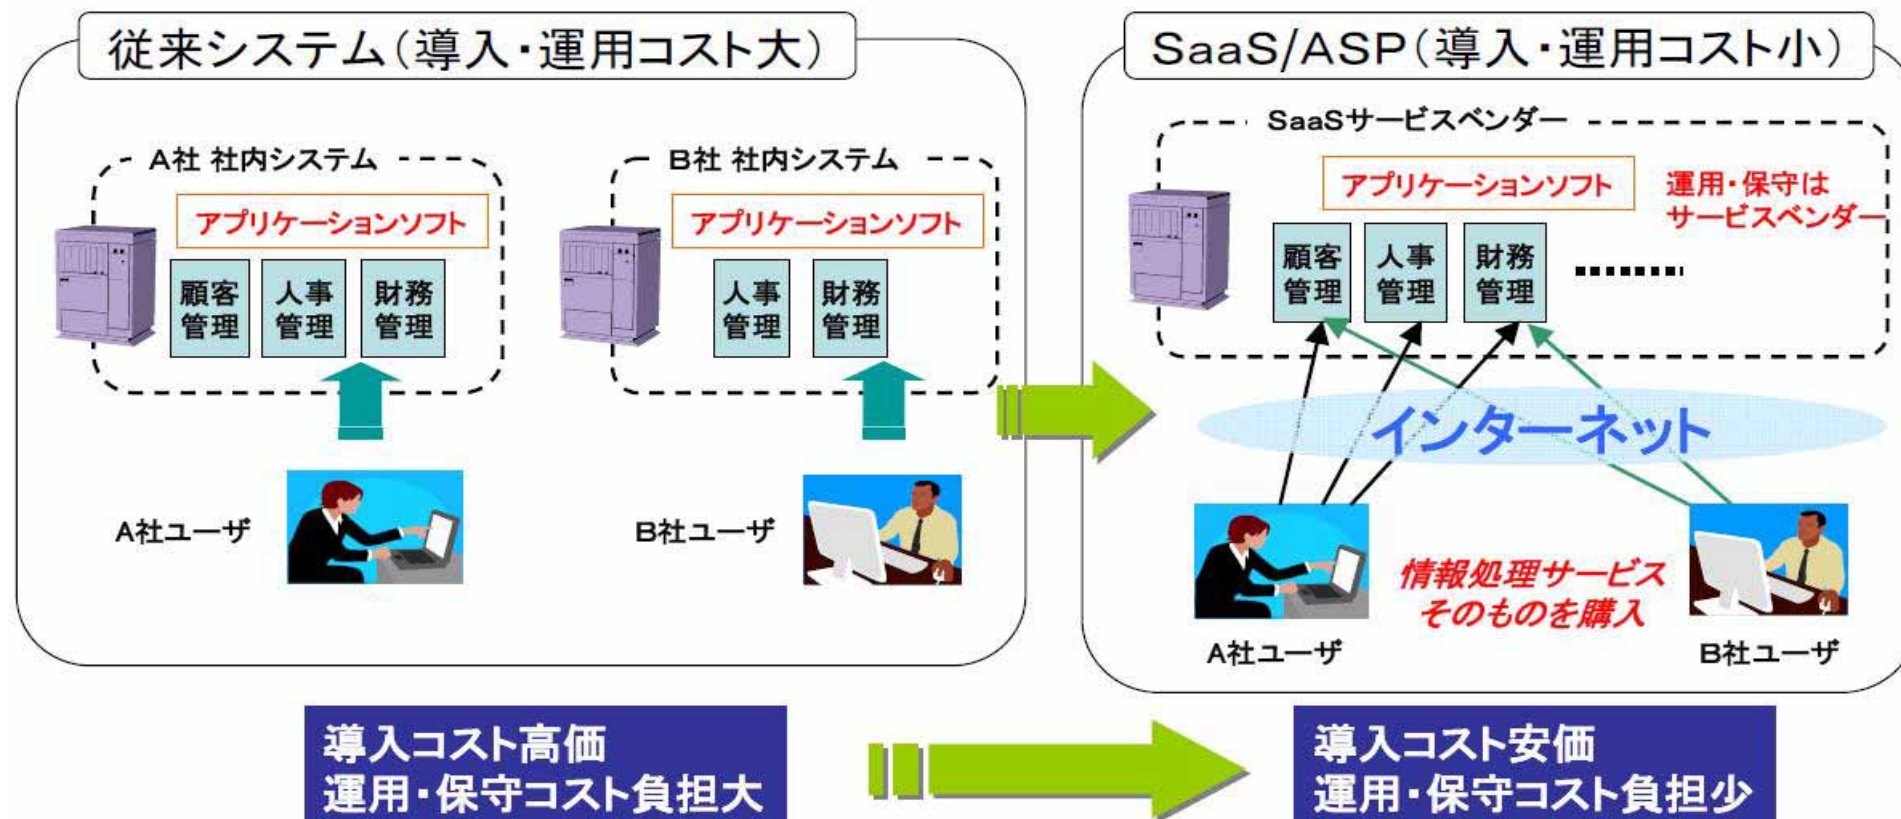 従来システム(導入・運用コスト大)
A社 社内システム
アプリケーションソフト
顧客
管理
人事
管理
財務
管理
A社ユーザ
B社 社内システム
アプリケーションソフト
人事
管理
財務
管理
B社ユーザ
SaaS/ASP(導入・運用コスト小)
SaaSサービスベンダー
アプリケーションソフト
運用・保守は
サービスベンダー
顧客
管理
人事
管理
財務
管理
インターネット
情報処理サービス
そのものを購入
A社ユーザ
B社ユーザ
導入コスト高価
運用・保守コスト負担大
導入コスト安価
運用・保守コスト負担少